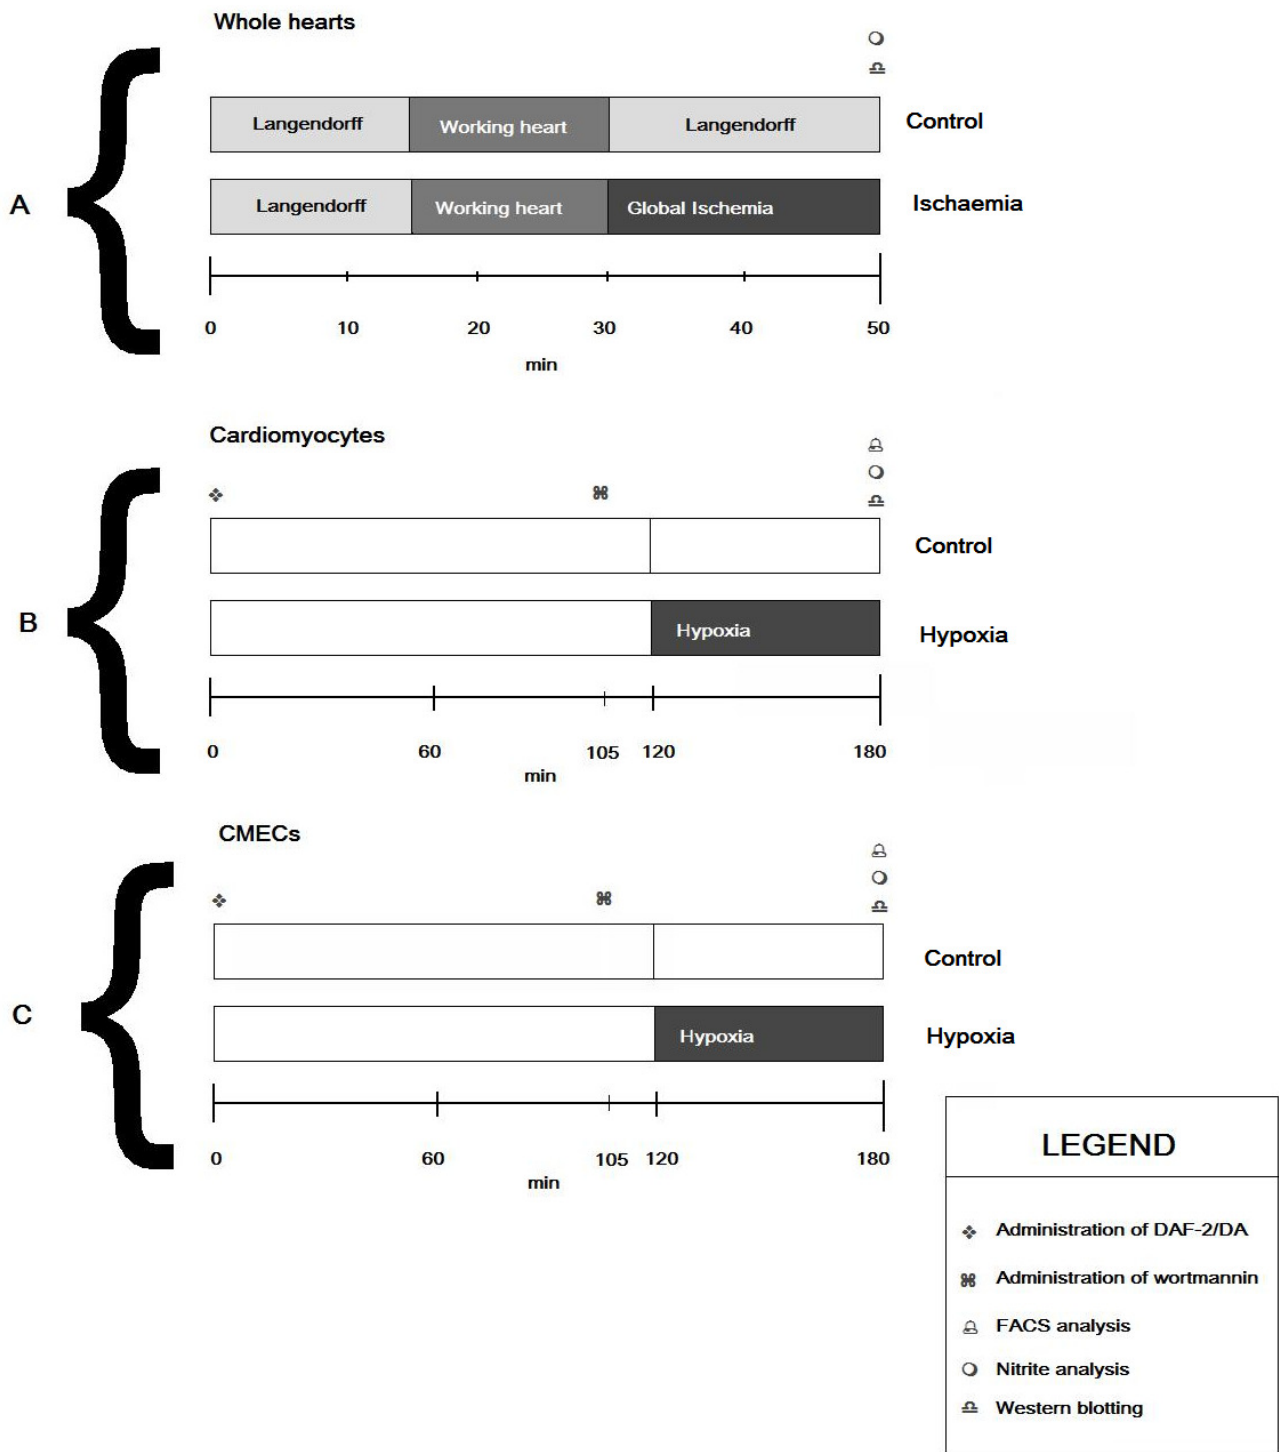 Whole hearts
Langendorff Working heart Langendorff Control
A
Langendorff Working heart Global Ischemia Ischaemia
0 10 20 30 40 50
min
Cardiomyocytes
Control
B
Hypoxia Hypoxia
0 60 105 120 180
min
CMECs
Control
C
Hypoxia Hypoxia
0 60 105 120 180
min
LEGEND
❖ Administration of DAF-2/DA
⌘ Administration of wortmannin
FACS analysis
Nitrite analysis
♎ Western blotting